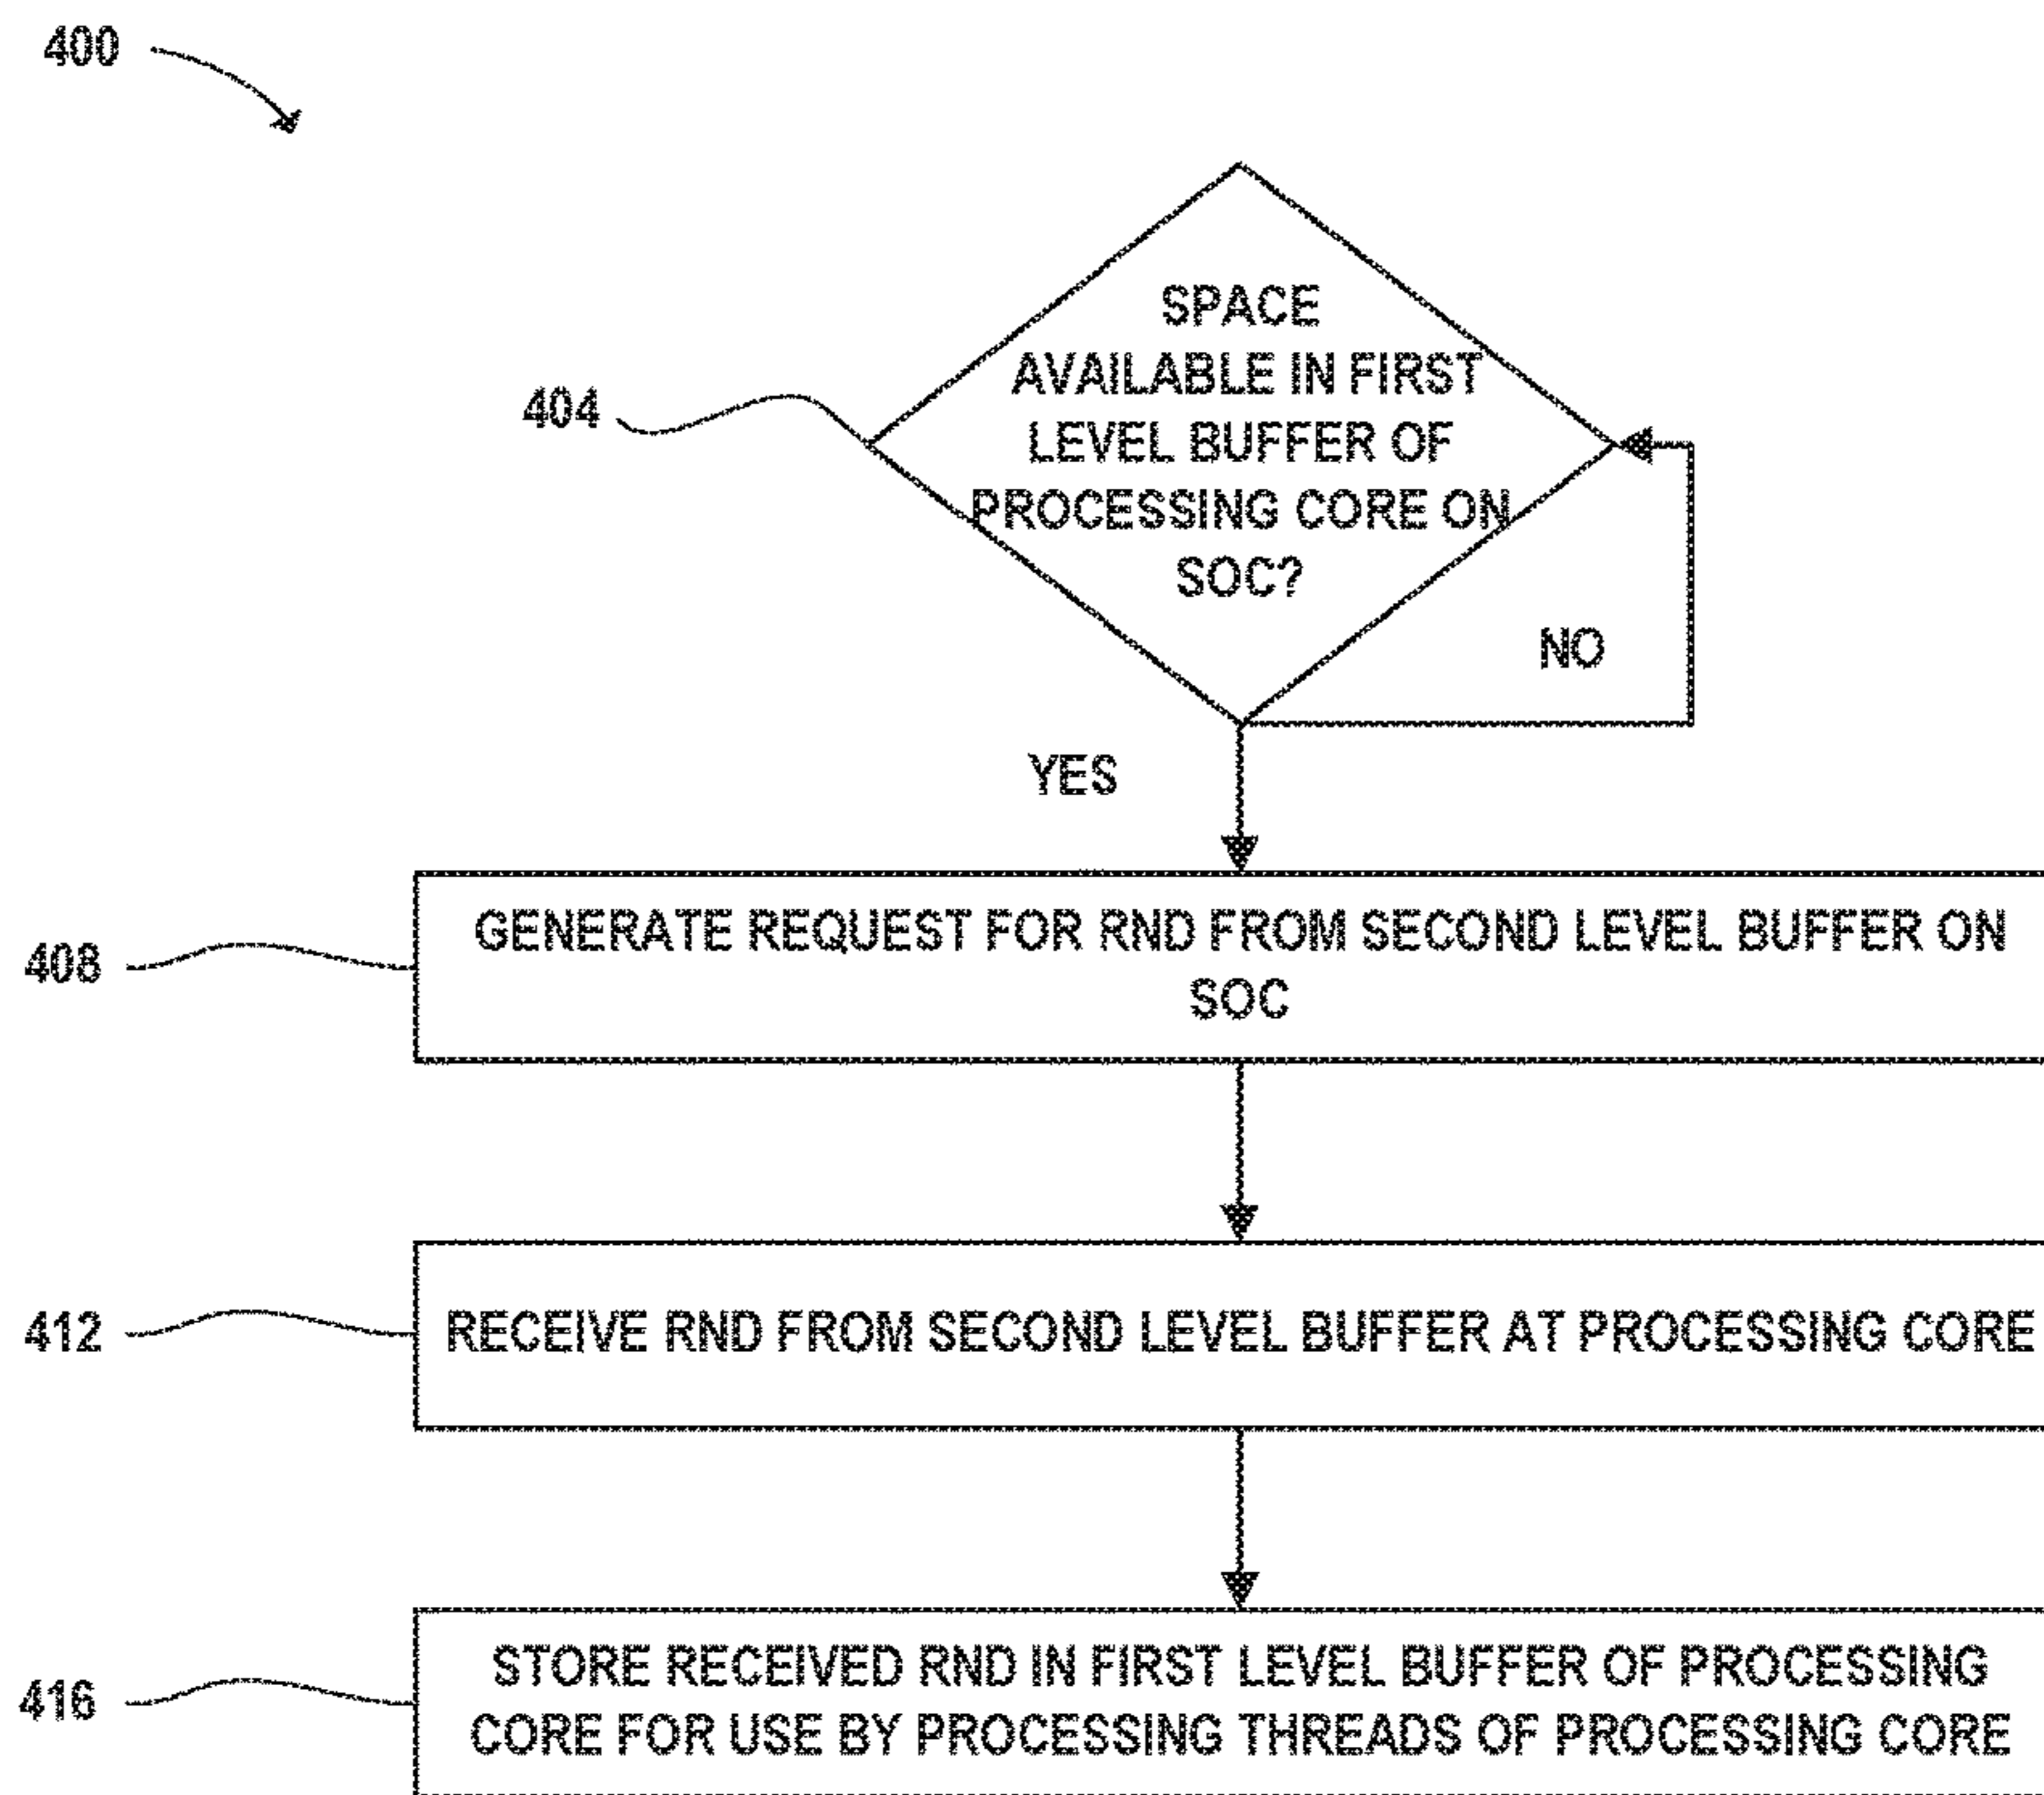 400
SPACE
AVAILABLE IN FIRST
404
LEVEL BUFFER OF
PROCESSING CORE ON
SOC?
NO
YES
GENERATE REQUEST FOR RND FROM SECOND LEVEL BUFFER ON
408
SOC
412
RECEIVE RND FROM SECOND LEVEL BUFFER AT PROCESSING CORE
STORE RECEIVED RND IN FIRST LEVEL BUFFER OF PROCESSING
416
CORE FOR USE BY PROCESSING THREADS OF PROCESSING CORE